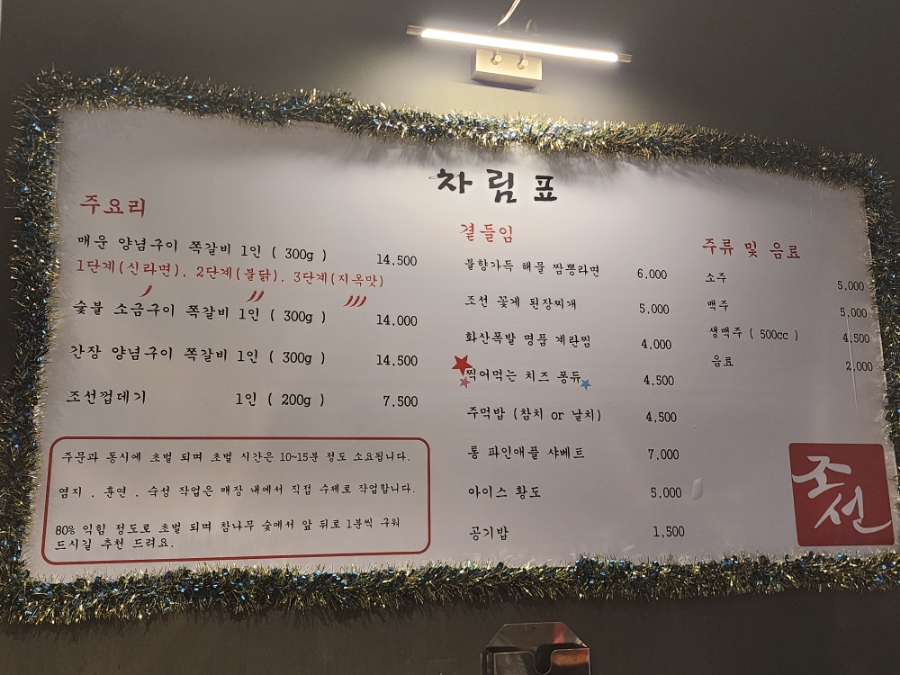 차림표
주요리
매운 양념구이 쪽갈비 1인 ( 300g ) 14,500
1단계(신라면). 2단계(불닭). 3단계(지옥맛)
숯불 소금구이 쪽갈비 1인 ( 300g ) 14,000
간장 양념구이 쪽갈비 1인 ( 300g ) 14,500
조선껍데기 1인 ( 200g ) 7,500
주문과 동시에 초벌 되며 초벌 시간은 10~15분 정도 소요됩니다.
염지 . 훈연 . 숙성 작업은 매장 내에서 직접 수제로 작업합니다.
80% 익힘 정도로 초벌 되며 참나무 숯에서 앞 뒤로 1분씩 구워
드시길 추천 드려요.
곁들임
불향가득 해물 짬뽕라면 6,000
조선 꽃게 된장찌개 5,000
화산폭발 명품 계란찜 4,000
찍어먹는 치즈 퐁듀 4,500
주먹밥 (참치 or 날치) 4,500
롱 파인애플 샤베트 7,000
아이스 황도 5,000
공기밥 1,500
주류 및 음료
소주 5,000
맥주 5,000
생맥주 ( 500cc ) 4,500
음료 2,000
조선